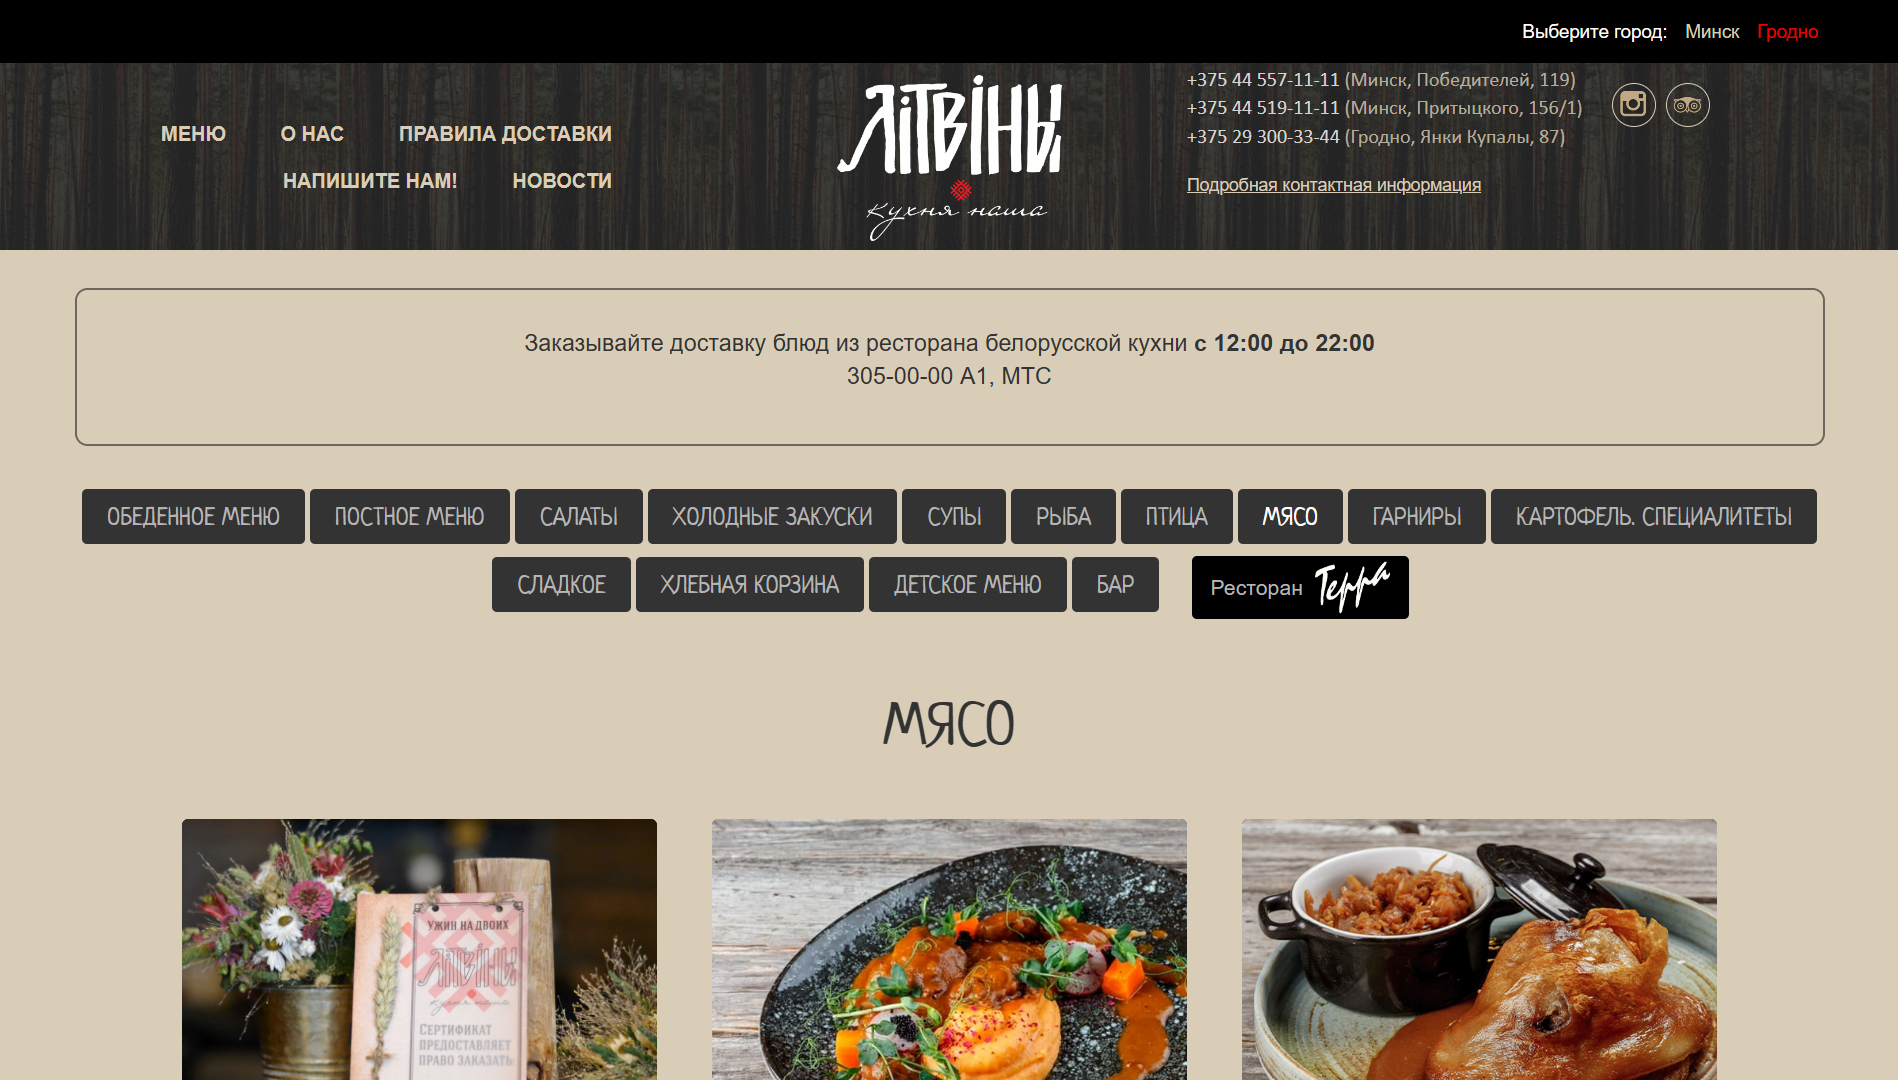 Выберите город: Минск Гродно
МЕНЮ О НАС ПРАВИЛА ДОСТАВКИ
НАПИШИТЕ НАМ! НОВОСТИ
ЛІТВІНЫ
Кухня наша
+375 44 557-11-11 (Минск, Победителей, 119)
+375 44 519-11-11 (Минск, Притыцкого, 156/1)
+375 29 300-33-44 (Гродно, Янки Купалы, 87)
Подробная контактная информация
Заказывайте доставку блюд из ресторана белорусской кухни с 12:00 до 22:00
305-00-00 А1, МТС
ОБЕДЕННОЕ МЕНЮ ПОСТНОЕ МЕНЮ САЛАТЫ ХОЛОДНЫЕ ЗАКУСКИ СУПЫ РЫБА ПТИЦА МЯСО ГАРНИРЫ КАРТОФЕЛЬ. СПЕЦИАЛИТЕТЫ
СЛАДКОЕ ХЛЕБНАЯ КОРЗИНА ДЕТСКОЕ МЕНЮ БАР Ресторан Терра
МЯСО
УЖИН НА ДВОИХ
ЛІТВІНЫ
Кухня наша
СЕРТИФИКАТ
ПРЕДОСТАВЛЯЕТ
ПРАВО ЗАКАЗАТЬ: